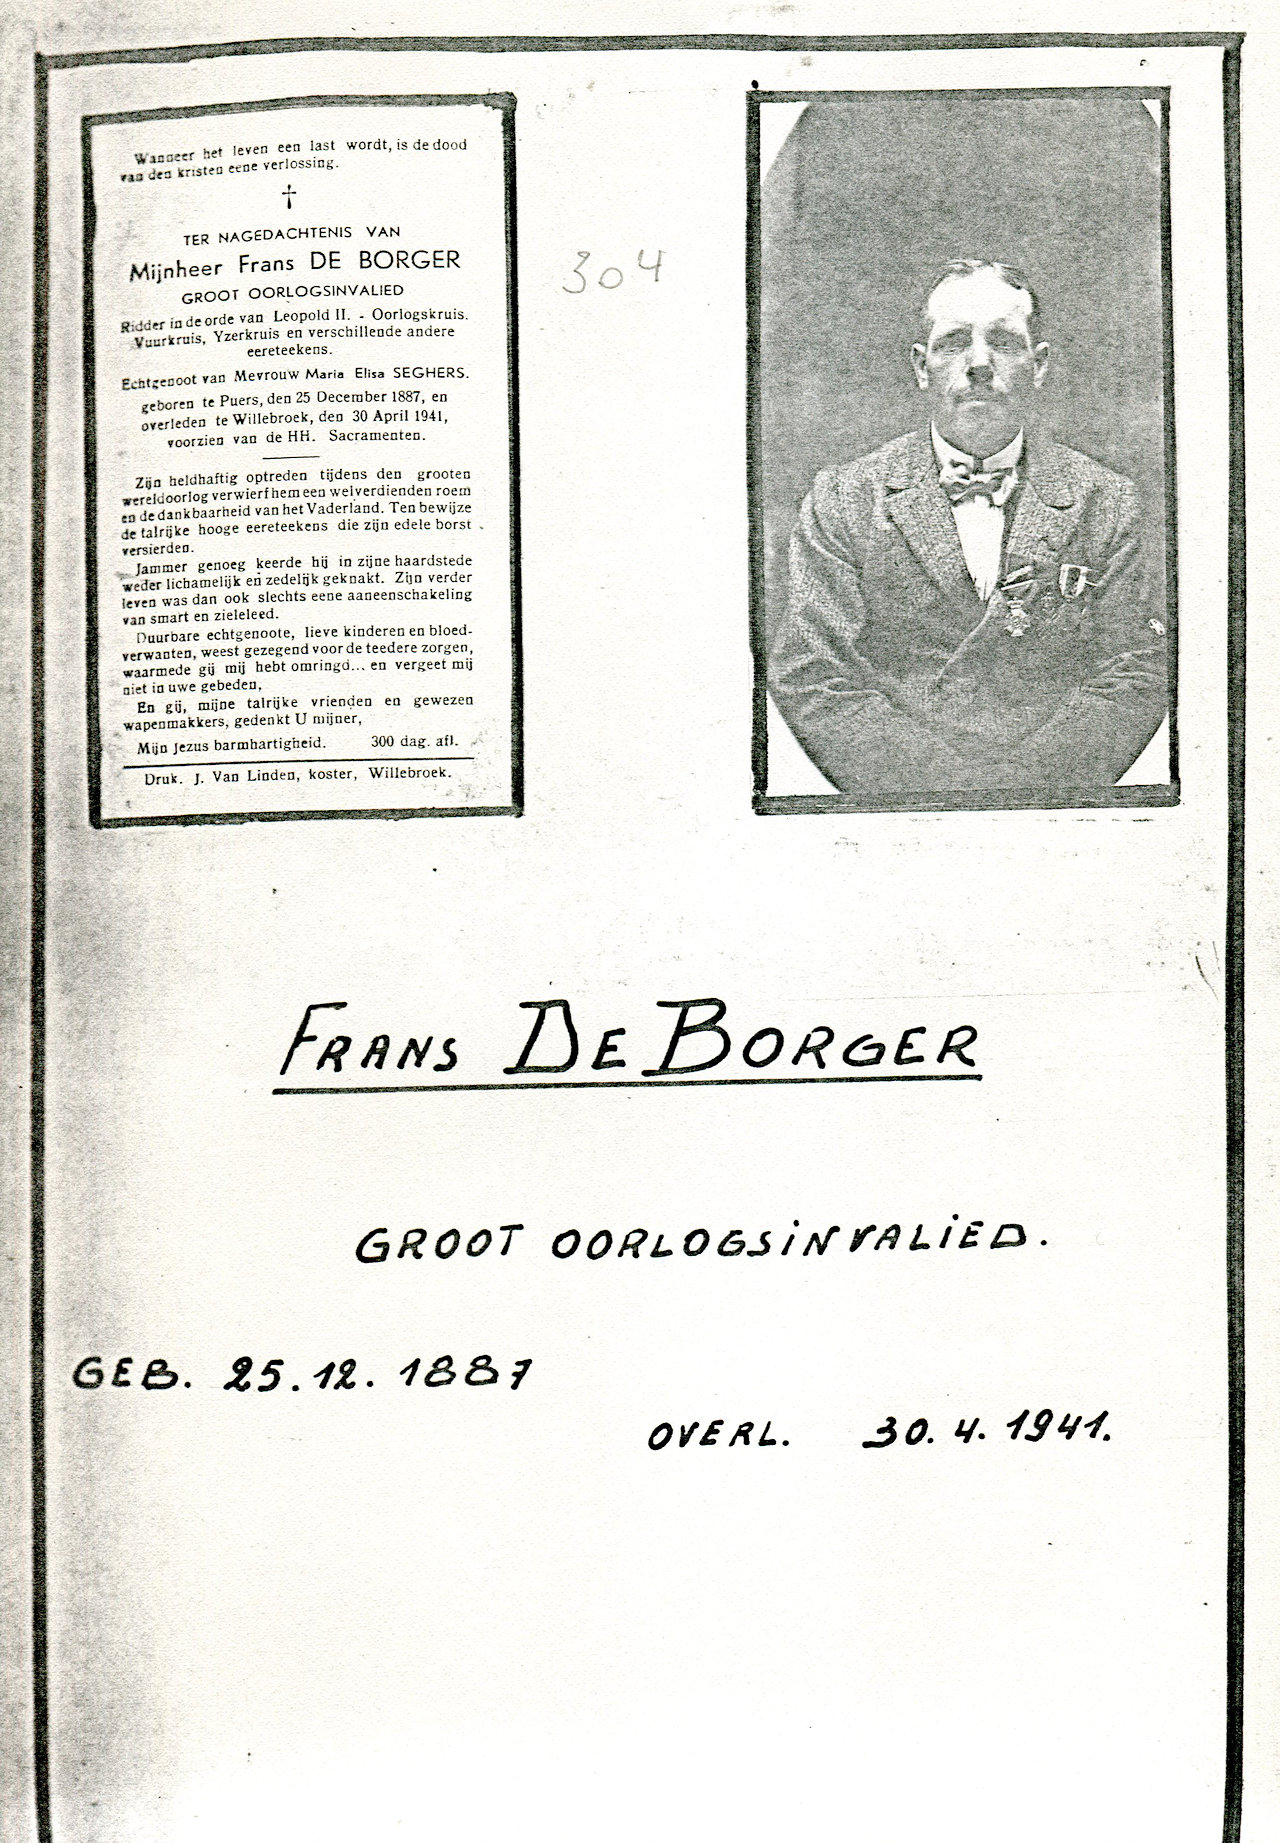 Wanneer het leven een last wordt, is de dood
van den kristen eene verlossing.
†
TER NAGEDACHTENIS VAN
Mijnheer Frans DE BORGER
GROOT OORLOGSINVALIED
Ridder in de orde van Leopold II. - Oorlogskruis.
Vuurkruis, Yzerkruis en verschillende andere
eereteekens.
Echtgenoot van Mevrouw Maria Elisa SEGHERS.
geboren te Puers, den 25 December 1887, en
overleden te Willebroek, den 30 April 1941,
voorzien van de HH. Sacramenten.
Zijn heldhaftig optreden tijdens den grooten
wereldoorlog verwierf hem een welverdienden roem
en de dankbaarheid van het Vaderland. Ten bewijze
de talrijke hooge eereteekens die zijn edele borst
versierden.
Jammer genoeg keerde hij in zijne haardstede
weder lichamelijk en zedelijk geknakt. Zijn verder
leven was dan ook slechts eene aaneenschakeling
van smart en zieleleed.
Duurbare echtgenoote, lieve kinderen en bloed-
verwanten, weest gezegend voor de teedere zorgen,
waarmede gij mij hebt omringd... en vergeet mij
niet in uwe gebeden,
En gij, mijne talrijke vrienden en gewezen
wapenmakkers, gedenkt U mijner,
Mijn Jezus barmhartigheid. 300 dag. afl.
Druk. J. Van Linden, koster, Willebroek.
304
FRANS DE BORGER
GROOT OORLOGSiNVALiED.
GEB. 25.12.1887
OVERL. 30.4.1941.